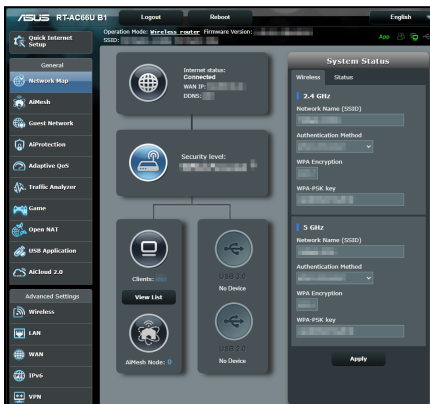 ASUS RT-AC66U B1 Logout Reboot English
Operation Mode: Wireless router Firmware Version:
SSID:
App
Quick Internet
Setup
General
Network Map
AiMesh
Guest Network
AiProtection
Adaptive QoS
Traffic Analyzer
Game
Open NAT
USB Application
AiCloud 2.0
Advanced Settings
Wireless
LAN
WAN
IPv6
VPN
Internet status:
Connected
WAN IP:
DDNS:
Security level:
Clients:
View List
AiMesh Node: 0
USB 3.0
No Device
USB 2.0
No Device
System Status
Wireless Status
2.4 GHz
Network Name (SSID)
Authentication Method
WPA Encryption
WPA-PSK key
5 GHz
Network Name (SSID)
Authentication Method
WPA Encryption
WPA-PSK key
Apply